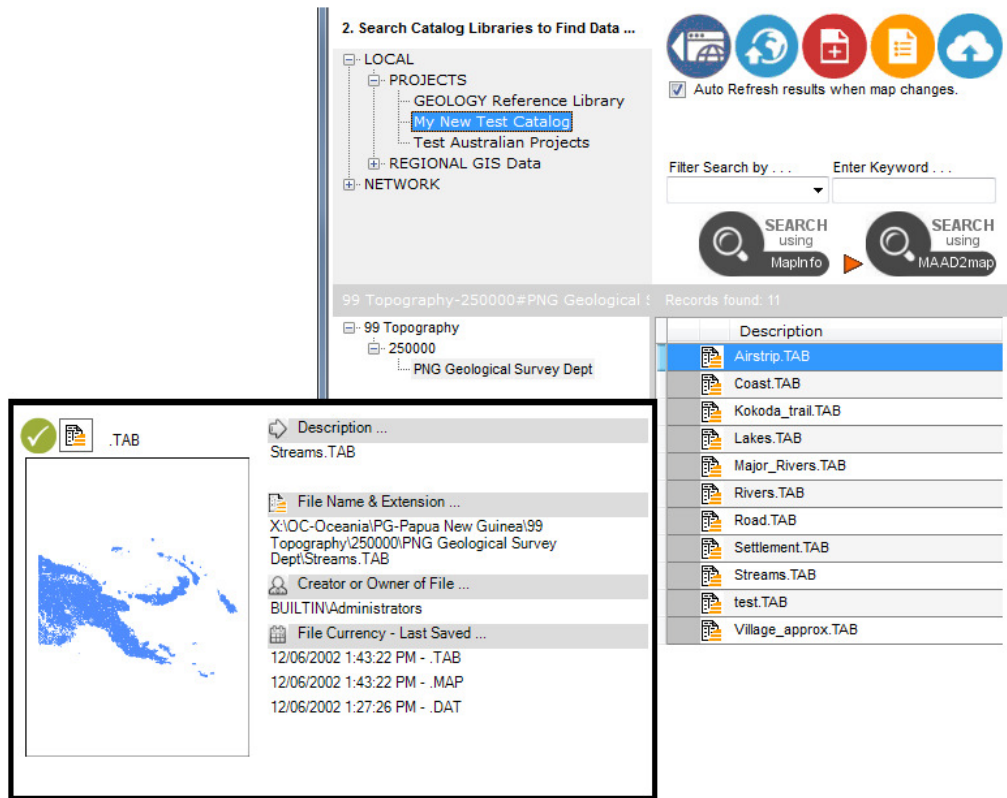 2. Search Catalog Libraries to Find Data ...
LOCAL
PROJECTS
GEOLOGY Reference Library
My New Test Catalog
Test Australian Projects
REGIONAL GIS Data
NETWORK
Auto Refresh results when map changes.
Filter Search by . . .
Enter Keyword . . .
SEARCH
using
MapInfo
SEARCH
using
MAAD2map
99 Topography-250000#PNG Geological
Records found: 11
99 Topography
250000
PNG Geological Survey Dept
Description
Airstrip.TAB
Coast.TAB
Kokoda_trail.TAB
Lakes.TAB
Major_Rivers.TAB
Rivers.TAB
Road.TAB
Settlement.TAB
Streams.TAB
test.TAB
Village_approx.TAB
.TAB
Description ...
Streams.TAB
File Name & Extension ...
X:\OC-Oceania\PG-Papua New Guinea\99
Topography\250000\PNG Geological Survey
Dept\Streams.TAB
Creator or Owner of File ...
BUILTIN\Administrators
File Currency - Last Saved ...
12/06/2002 1:43:22 PM - .TAB
12/06/2002 1:43:22 PM - .MAP
12/06/2002 1:27:26 PM - .DAT